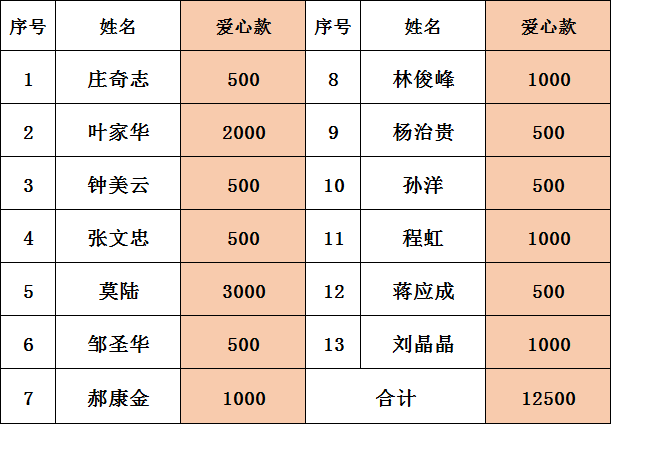 序号 姓名 爱心款 序号 姓名 爱心款
1 庄奇志 500 8 林俊峰 1000
2 叶家华 2000 9 杨治贵 500
3 钟美云 500 10 孙洋 500
4 张文忠 500 11 程虹 1000
5 莫陆 3000 12 蒋应成 500
6 邹圣华 500 13 刘晶晶 1000
7 郝康金 1000 合计 12500